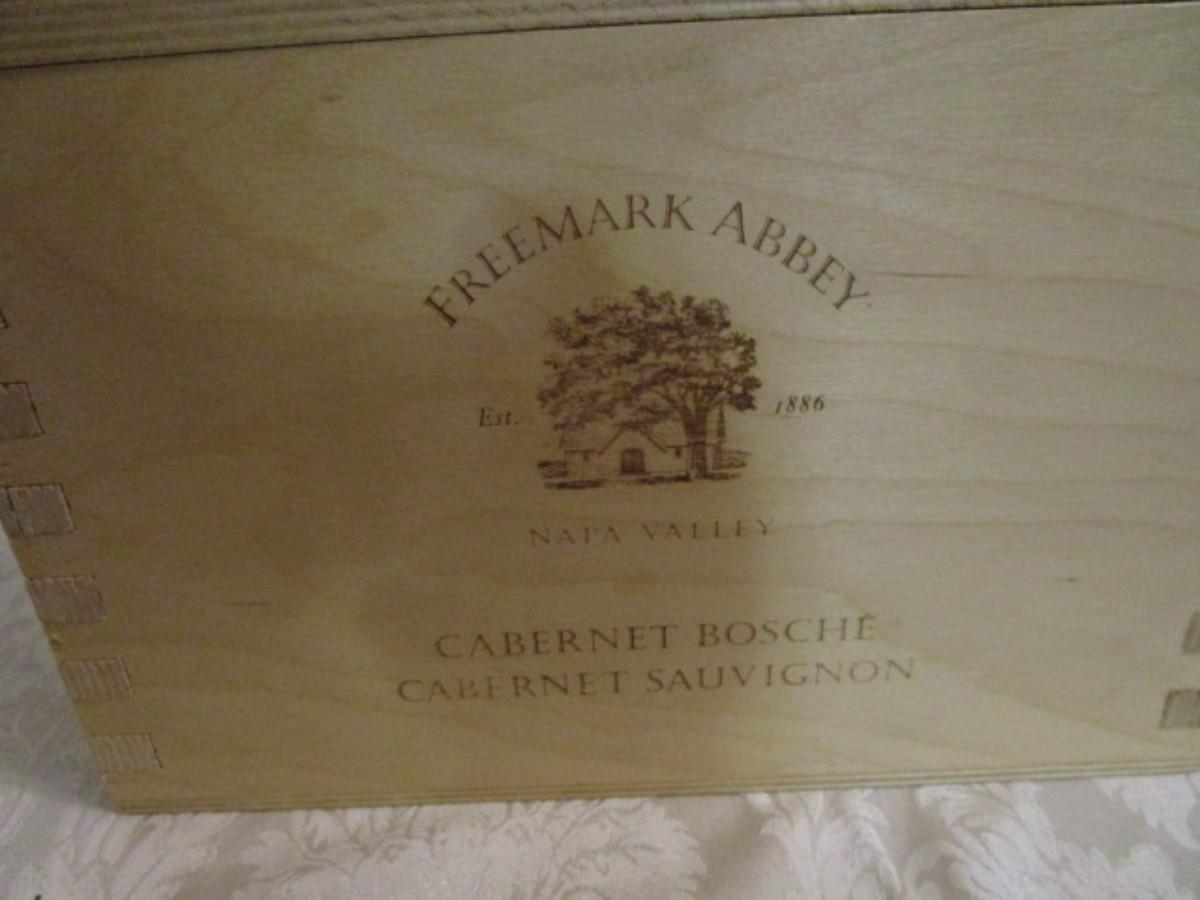 FREEMARK ABBEY
Est. 1886
NAPA VALLEY
CABERNET BOSCHÉ
CABERNET SAUVIGNON